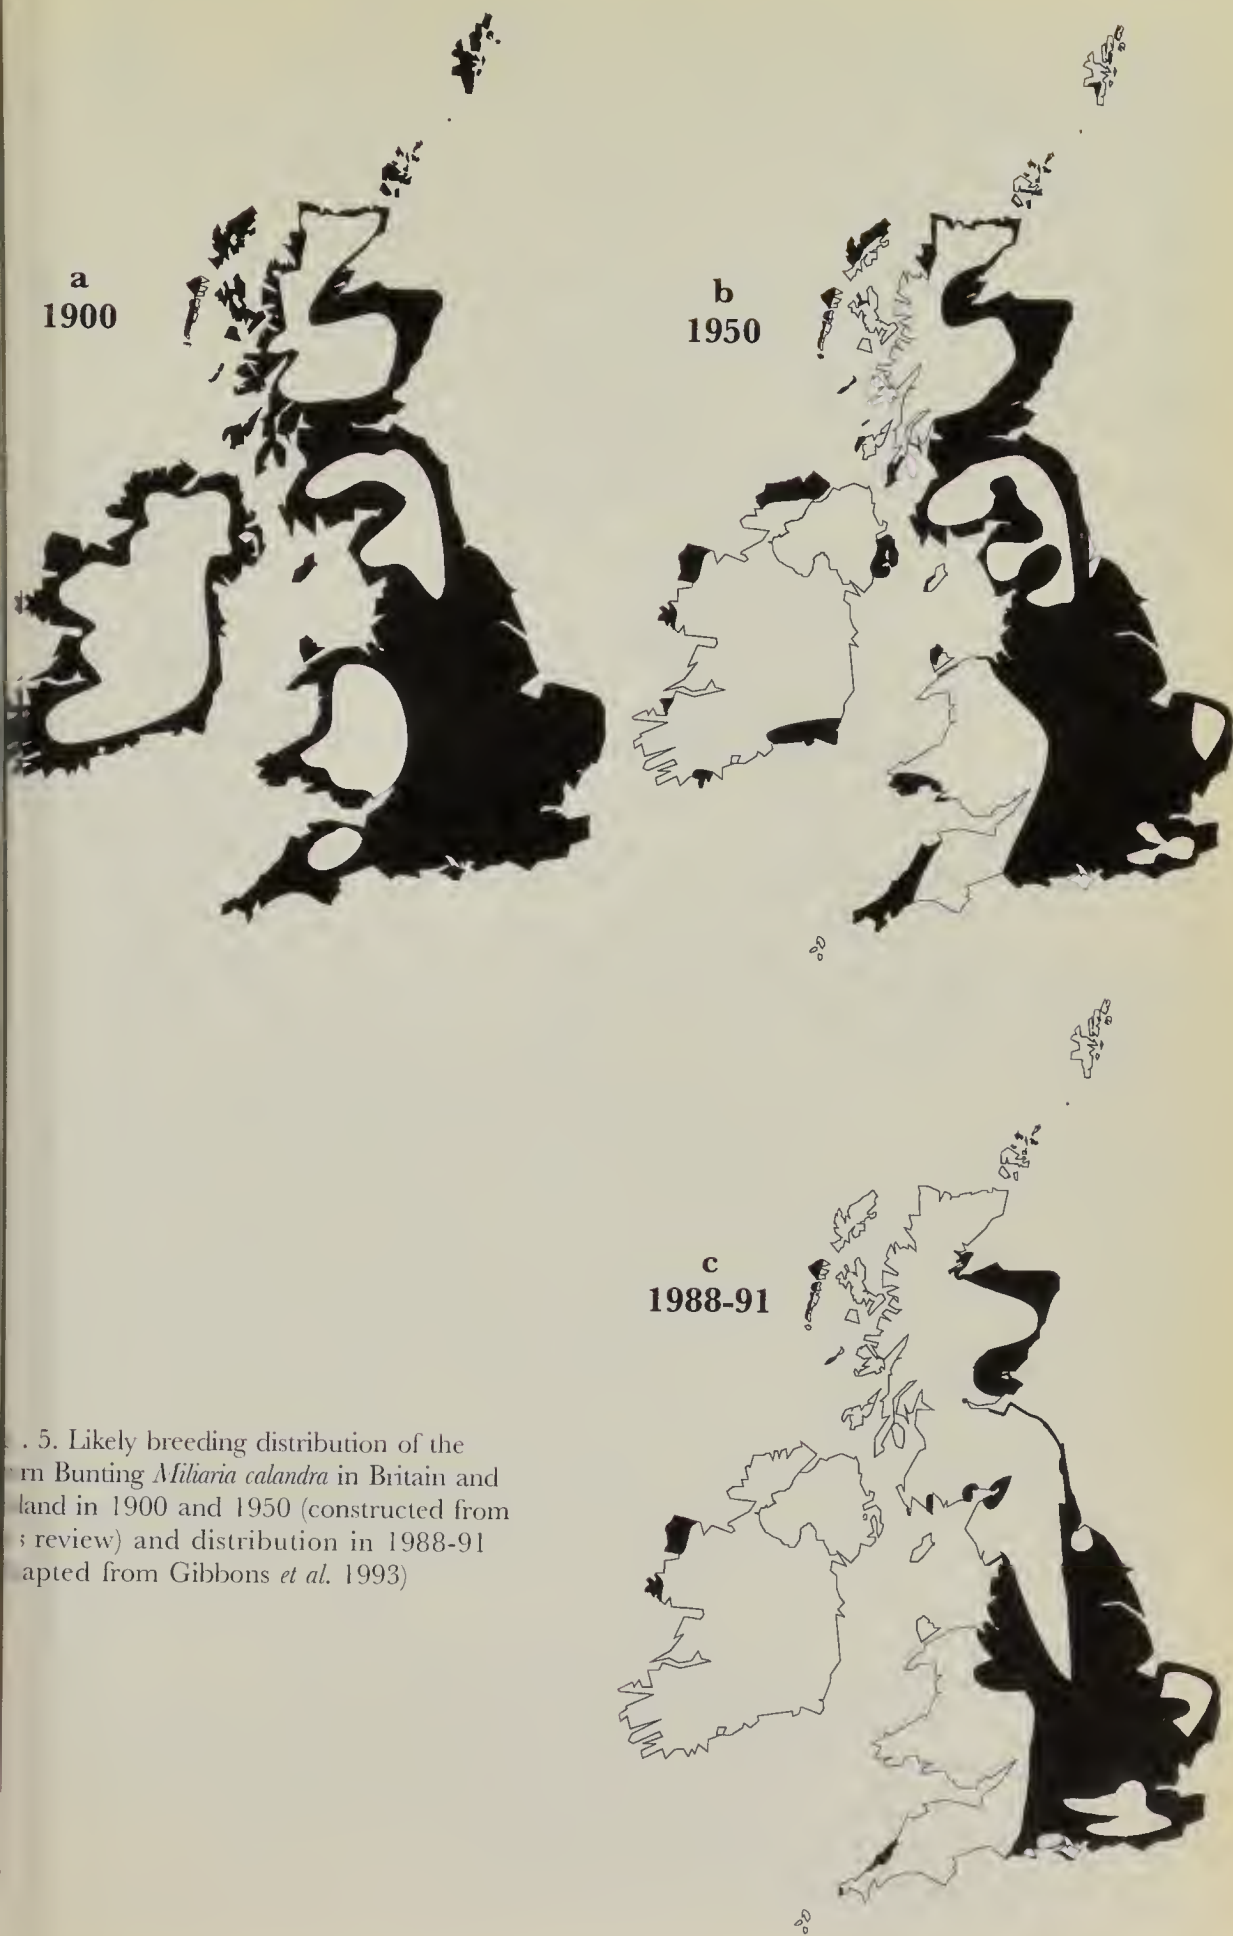 a
1900
b
1950
c
1988-91
. 5. Likely breeding distribution of the
rn Bunting Miliaria calandra in Britain and
land in 1900 and 1950 (constructed from
s review) and distribution in 1988-91
apted from Gibbons et al. 1993)